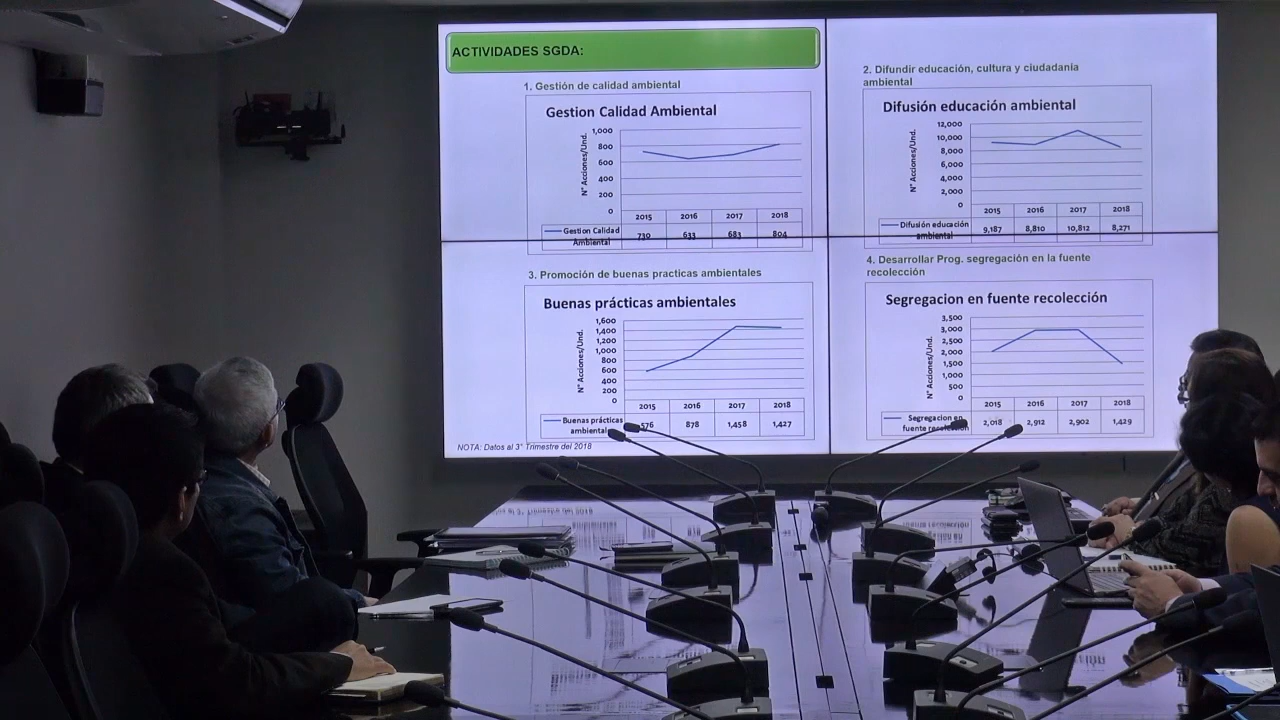 ACTIVIDADES SGDA:
1. Gestión de calidad ambiental
Gestion Calidad Ambiental
N° Acciones/Und.
1,000
800
600
400
200
0
2015 2016 2017 2018
Gestion Calidad
Ambiental
730 633 683 804
2. Difundir educación, cultura y ciudadania
ambiental
Difusión educación ambiental
N° Acciones/Und.
12,000
10,000
8,000
6,000
4,000
2,000
0
2015 2016 2017 2018
Difusión educación
ambiental
9,187 8,810 10,812 8,271
3. Promoción de buenas practicas ambientales
Buenas prácticas ambientales
N° Acciones/Und.
1,600
1,400
1,200
1,000
800
600
400
200
0
2015 2016 2017 2018
Buenas prácticas
ambientales
576 878 1,458 1,427
NOTA: Datos al 3° Trimestre del 2018
4. Desarrollar Prog. segregación en la fuente
recolección
Segregacion en fuente recolección
N° Acciones/Und.
3,500
3,000
2,500
2,000
1,500
1,000
500
0
2015 2016 2017 2018
Segregacion en
fuente recolección
2,018 2,912 2,902 1,429